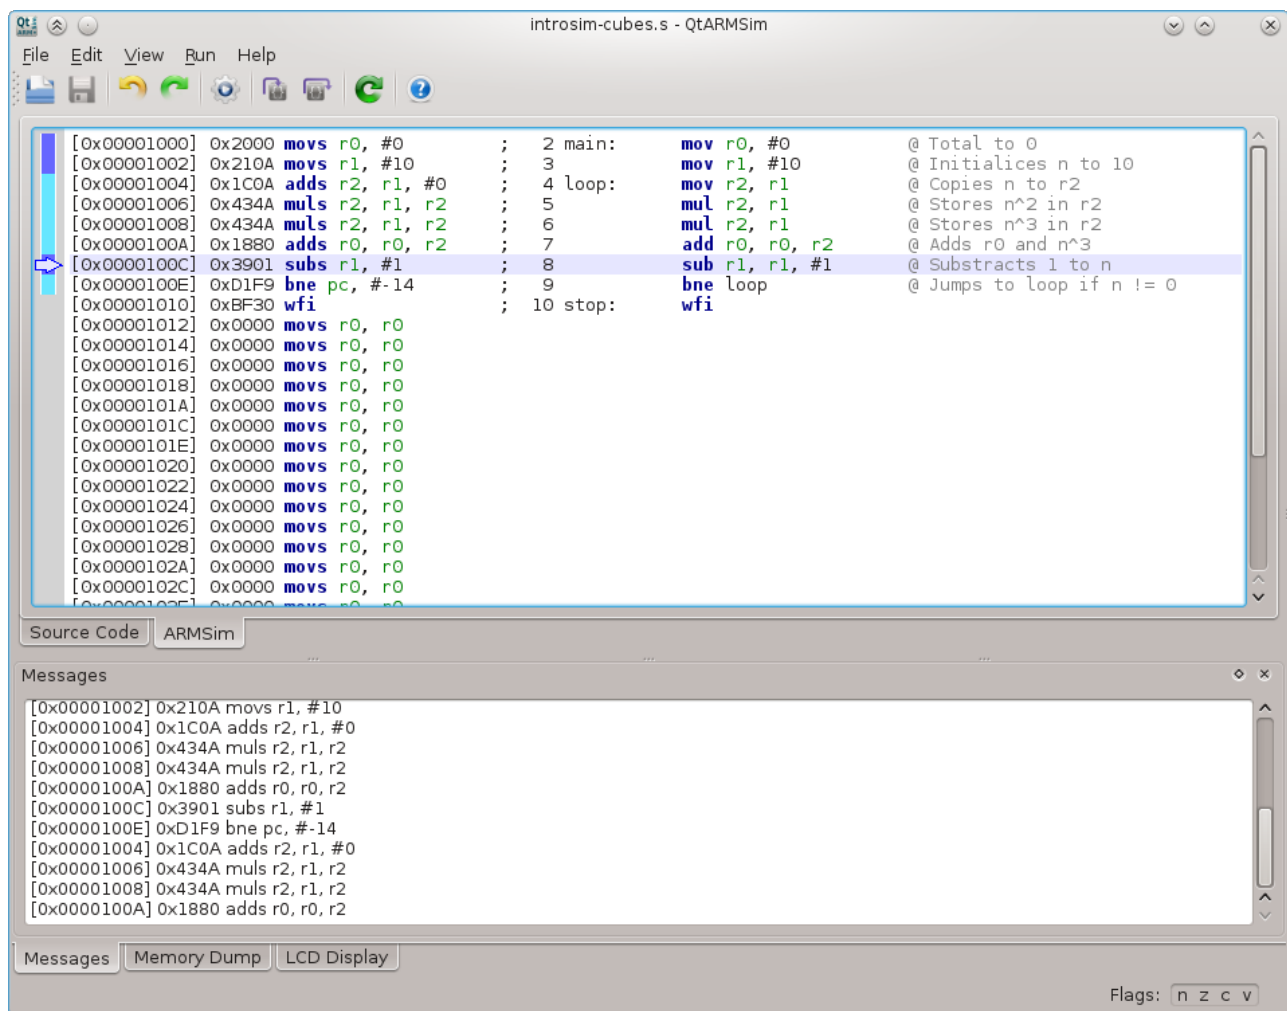 introsim-cubes.s - QtARMSim
File Edit View Run Help
[0x00001000] 0x2000 movs r0, #0 ; 2 main: mov r0, #0 @ Total to 0
[0x00001002] 0x210A movs r1, #10 ; 3 mov r1, #10 @ Initialices n to 10
[0x00001004] 0x1C0A adds r2, r1, #0 ; 4 loop: mov r2, r1 @ Copies n to r2
[0x00001006] 0x434A muls r2, r1, r2 ; 5 mul r2, r1 @ Stores n^2 in r2
[0x00001008] 0x434A muls r2, r1, r2 ; 6 mul r2, r1 @ Stores n^3 in r2
[0x0000100A] 0x1880 adds r0, r0, r2 ; 7 add r0, r0, r2 @ Adds r0 and n^3
[0x0000100C] 0x3901 subs r1, #1 ; 8 sub r1, r1, #1 @ Substracts 1 to n
[0x0000100E] 0xD1F9 bne pc, #-14 ; 9 bne loop @ Jumps to loop if n != 0
[0x00001010] 0xBF30 wfi ; 10 stop: wfi
[0x00001012] 0x0000 movs r0, r0
[0x00001014] 0x0000 movs r0, r0
[0x00001016] 0x0000 movs r0, r0
[0x00001018] 0x0000 movs r0, r0
[0x0000101A] 0x0000 movs r0, r0
[0x0000101C] 0x0000 movs r0, r0
[0x0000101E] 0x0000 movs r0, r0
[0x00001020] 0x0000 movs r0, r0
[0x00001022] 0x0000 movs r0, r0
[0x00001024] 0x0000 movs r0, r0
[0x00001026] 0x0000 movs r0, r0
[0x00001028] 0x0000 movs r0, r0
[0x0000102A] 0x0000 movs r0, r0
[0x0000102C] 0x0000 movs r0, r0
[0x0000102E] 0x0000 movs r0, r0
Source Code ARMSim
Messages
[0x00001002] 0x210A movs r1, #10
[0x00001004] 0x1C0A adds r2, r1, #0
[0x00001006] 0x434A muls r2, r1, r2
[0x00001008] 0x434A muls r2, r1, r2
[0x0000100A] 0x1880 adds r0, r0, r2
[0x0000100C] 0x3901 subs r1, #1
[0x0000100E] 0xD1F9 bne pc, #-14
[0x00001004] 0x1C0A adds r2, r1, #0
[0x00001006] 0x434A muls r2, r1, r2
[0x00001008] 0x434A muls r2, r1, r2
[0x0000100A] 0x1880 adds r0, r0, r2
Messages Memory Dump LCD Display
Flags: n z c v